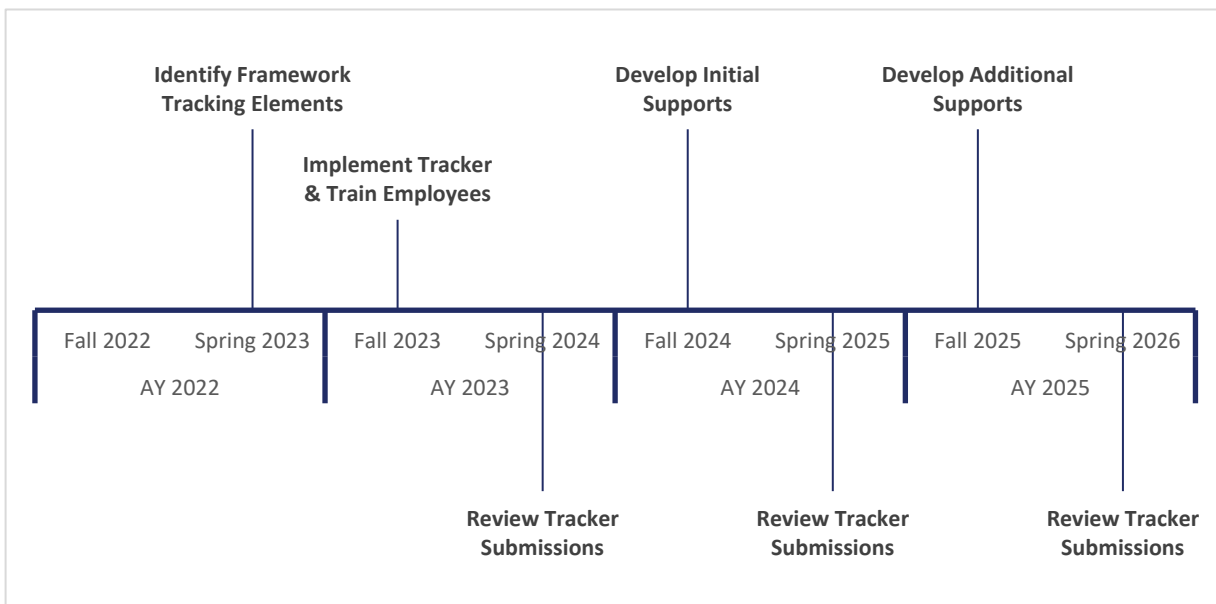 Identify Framework
Tracking Elements
Develop Initial
Supports
Develop Additional
Supports
Implement Tracker
& Train Employees
Fall 2022
Spring 2023
Fall 2023
Spring 2024
Fall 2024
Spring 2025
Fall 2025
Spring 2026
AY 2022
AY 2023
AY 2024
AY 2025
Review Tracker
Submissions
Review Tracker
Submissions
Review Tracker
Submissions